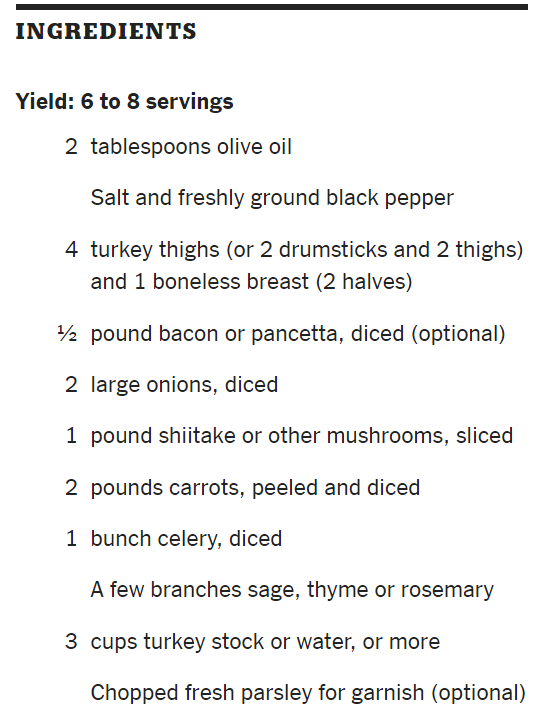 INGREDIENTS
Yield: 6 to 8 servings
2 tablespoons olive oil
Salt and freshly ground black pepper
4 turkey thighs (or 2 drumsticks and 2 thighs)
and 1 boneless breast (2 halves)
½ pound bacon or pancetta, diced (optional)
2 large onions, diced
1 pound shiitake or other mushrooms, sliced
2 pounds carrots, peeled and diced
1 bunch celery, diced
A few branches sage, thyme or rosemary
3 cups turkey stock or water, or more
Chopped fresh parsley for garnish (optional)